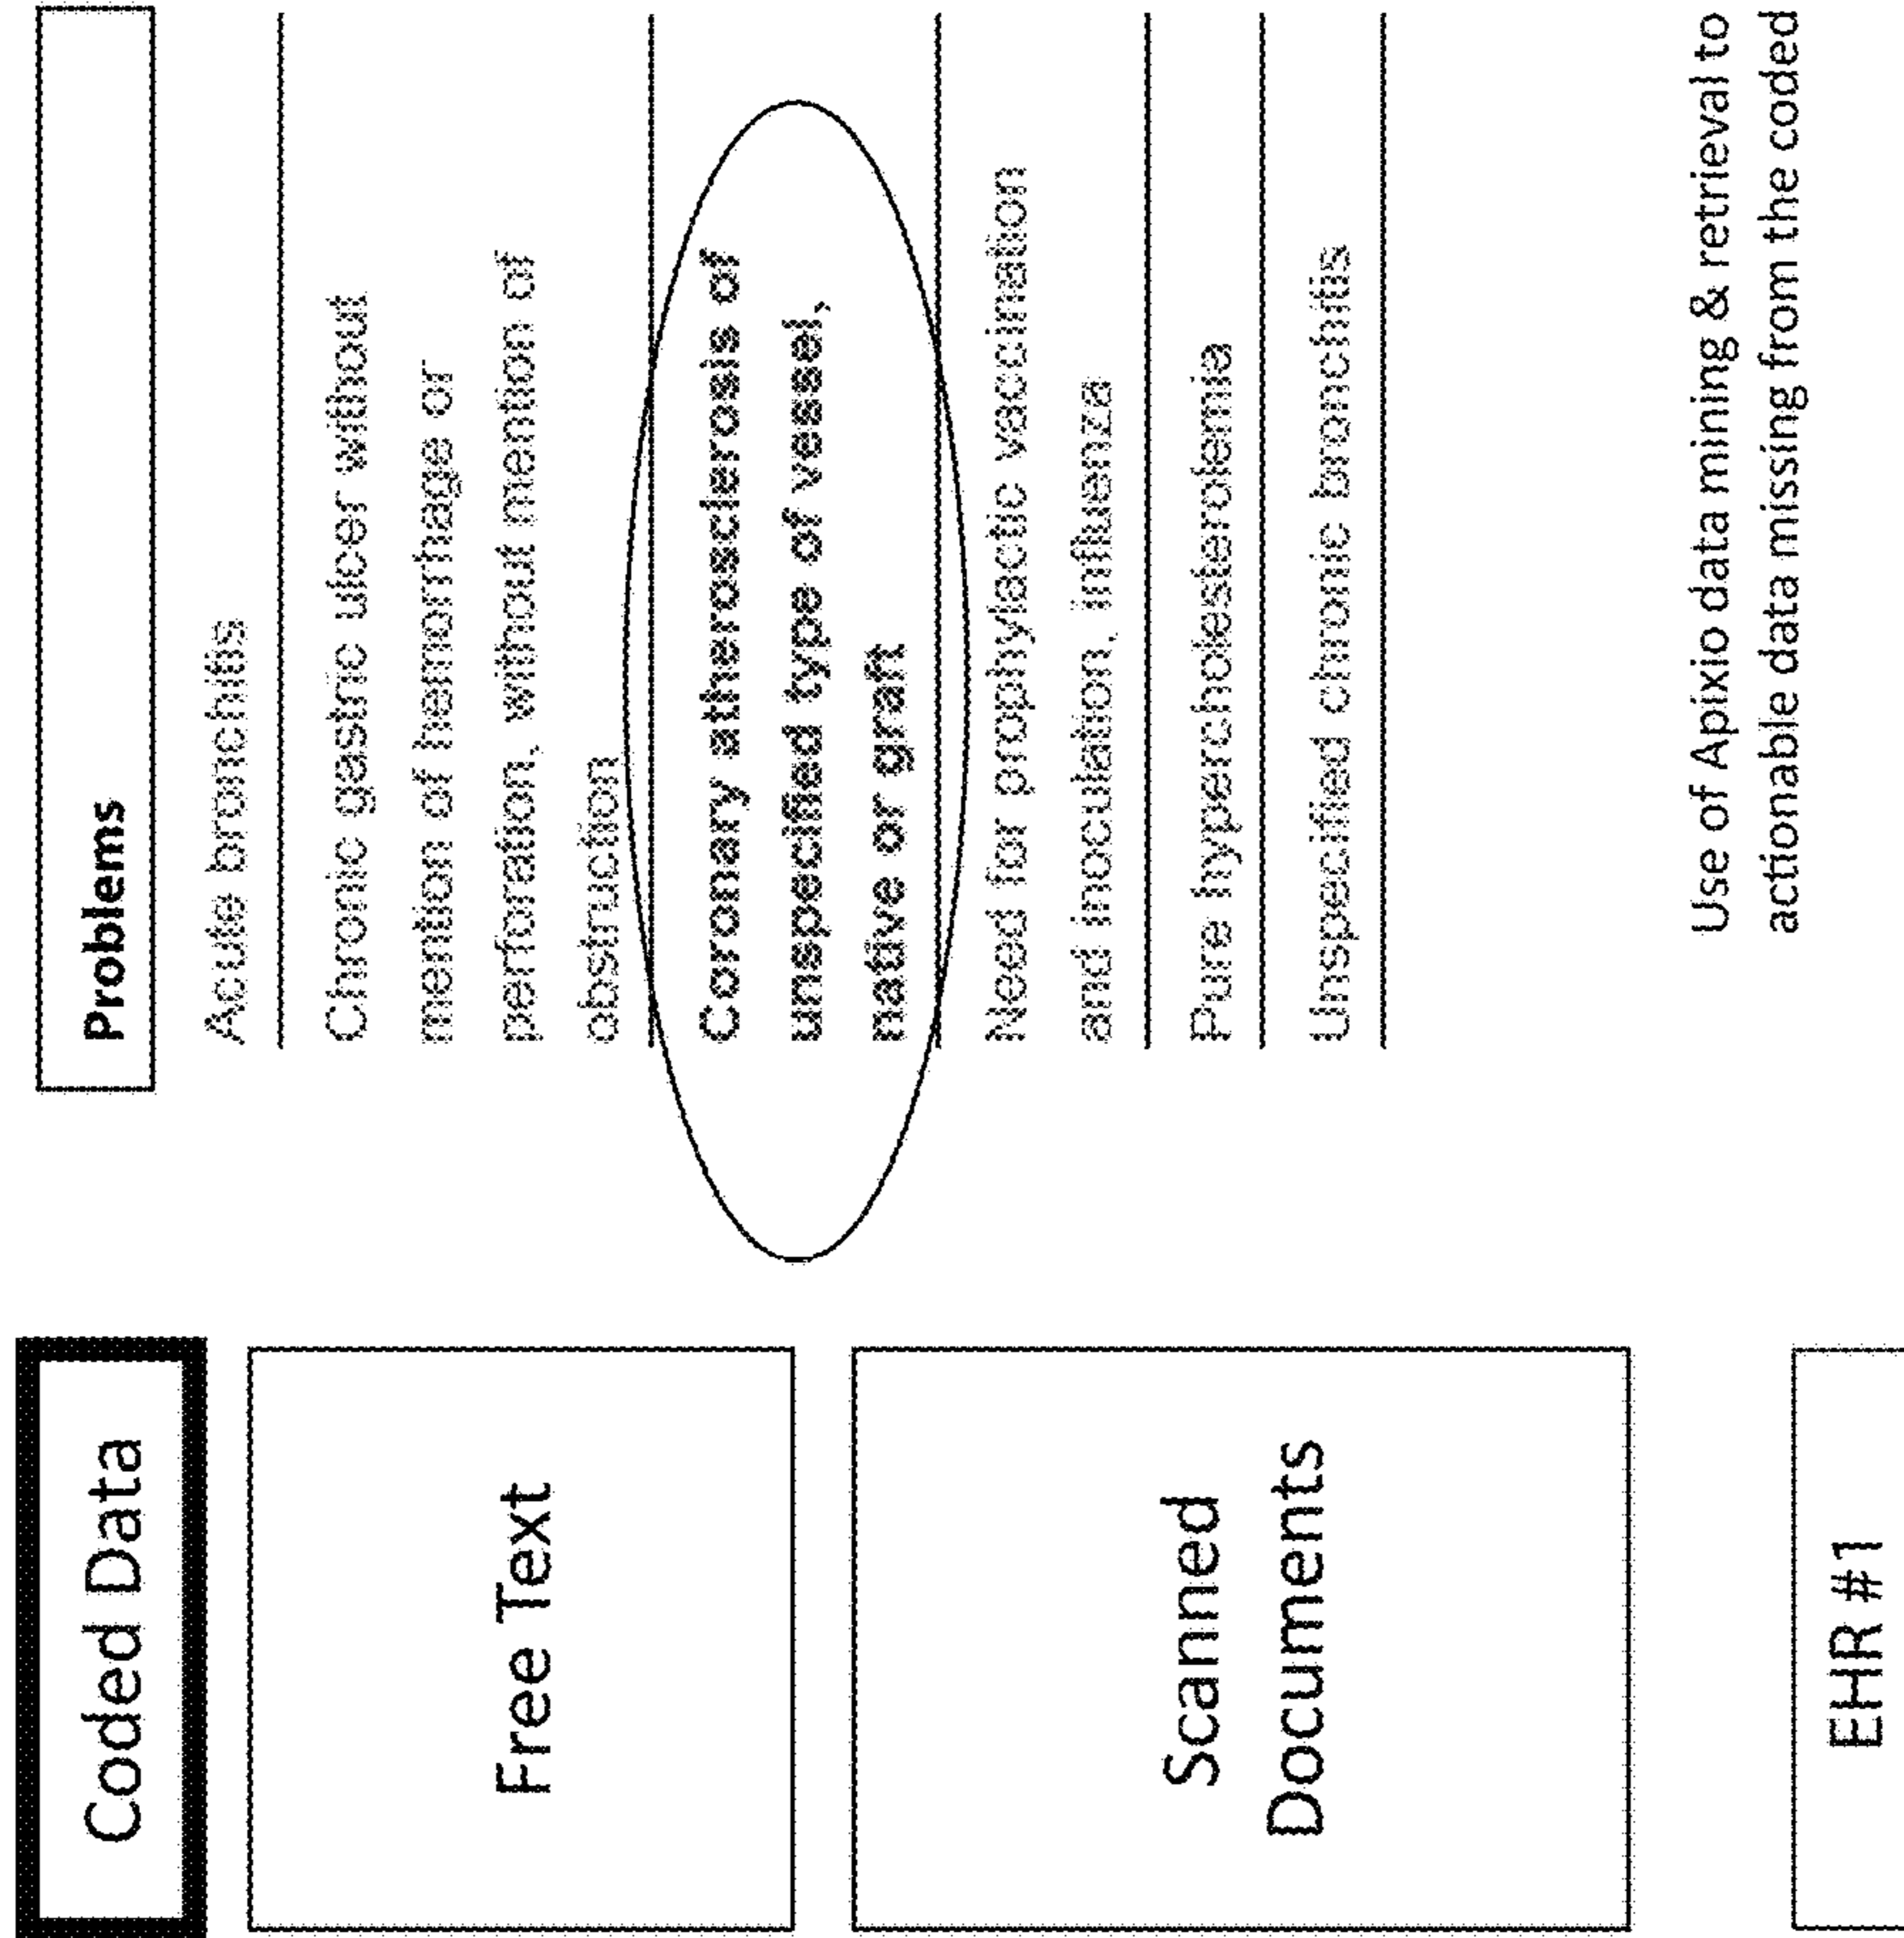 Coded Data
Free Text
Scanned
Documents
EHR #1
Problems
Acute bronchitis
Chronic gastric ulcer without
mention of hemorrhage or
perforation, without mention of
obstruction
Coronary atherosclerosis of
unspecified type of vessel,
native or graft
Need for prophylactic vaccination
and inoculation, influenza
Pure hypercholesterolemia
Unspecified chronic bronchitis
Use of Apixio data mining & retrieval to
actionable data missing from the coded